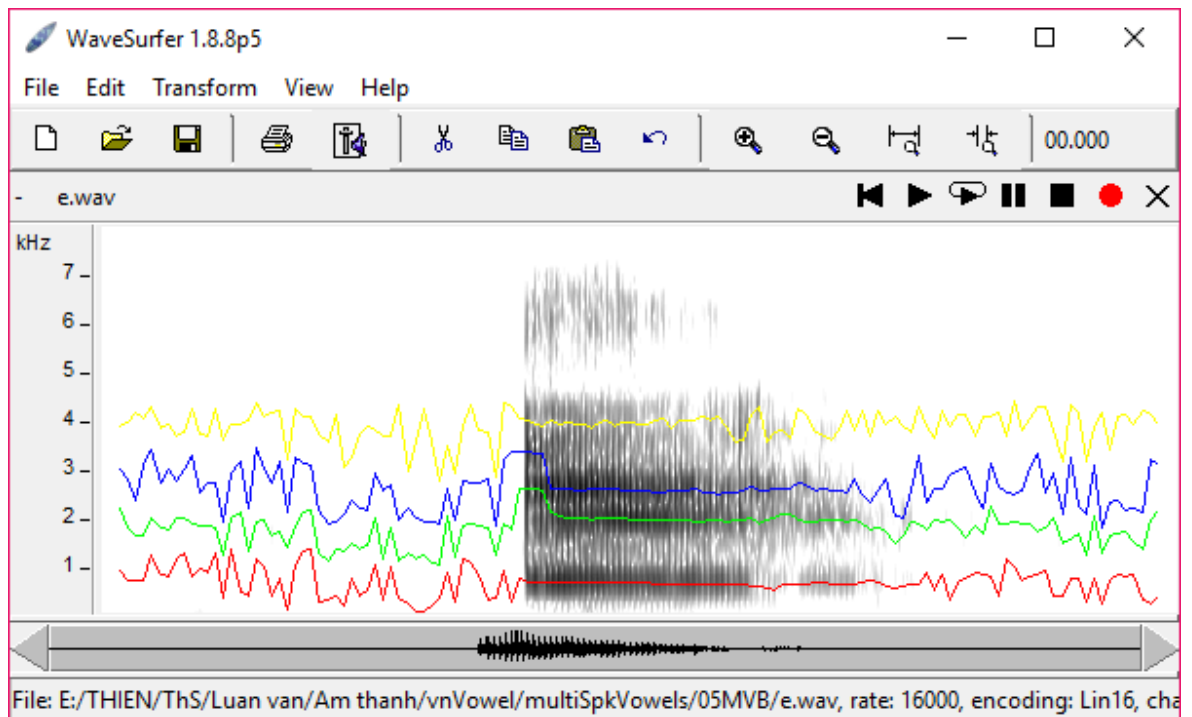 WaveSurfer 1.8.8p5
File Edit Transform View Help
00.000
- e.wav
kHz
7
6
5
4
3
2
1
File: E:/THIEN/ThS/Luan van/Am thanh/vnVowel/multiSpkVowels/05MVB/e.wav, rate: 16000, encoding: Lin16, cha